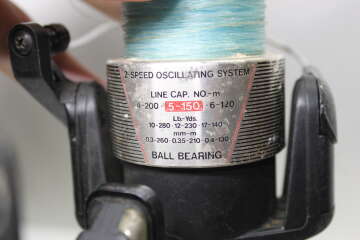 2-SPEED OSCILLATING SYSTEM
LINE CAP. NO.-m
4-200 5-150 6-120
Lb.-Yds.
10-280 12-230 17-140
mm-m
0.3-260 0.35-210 0.4-130
BALL BEARING